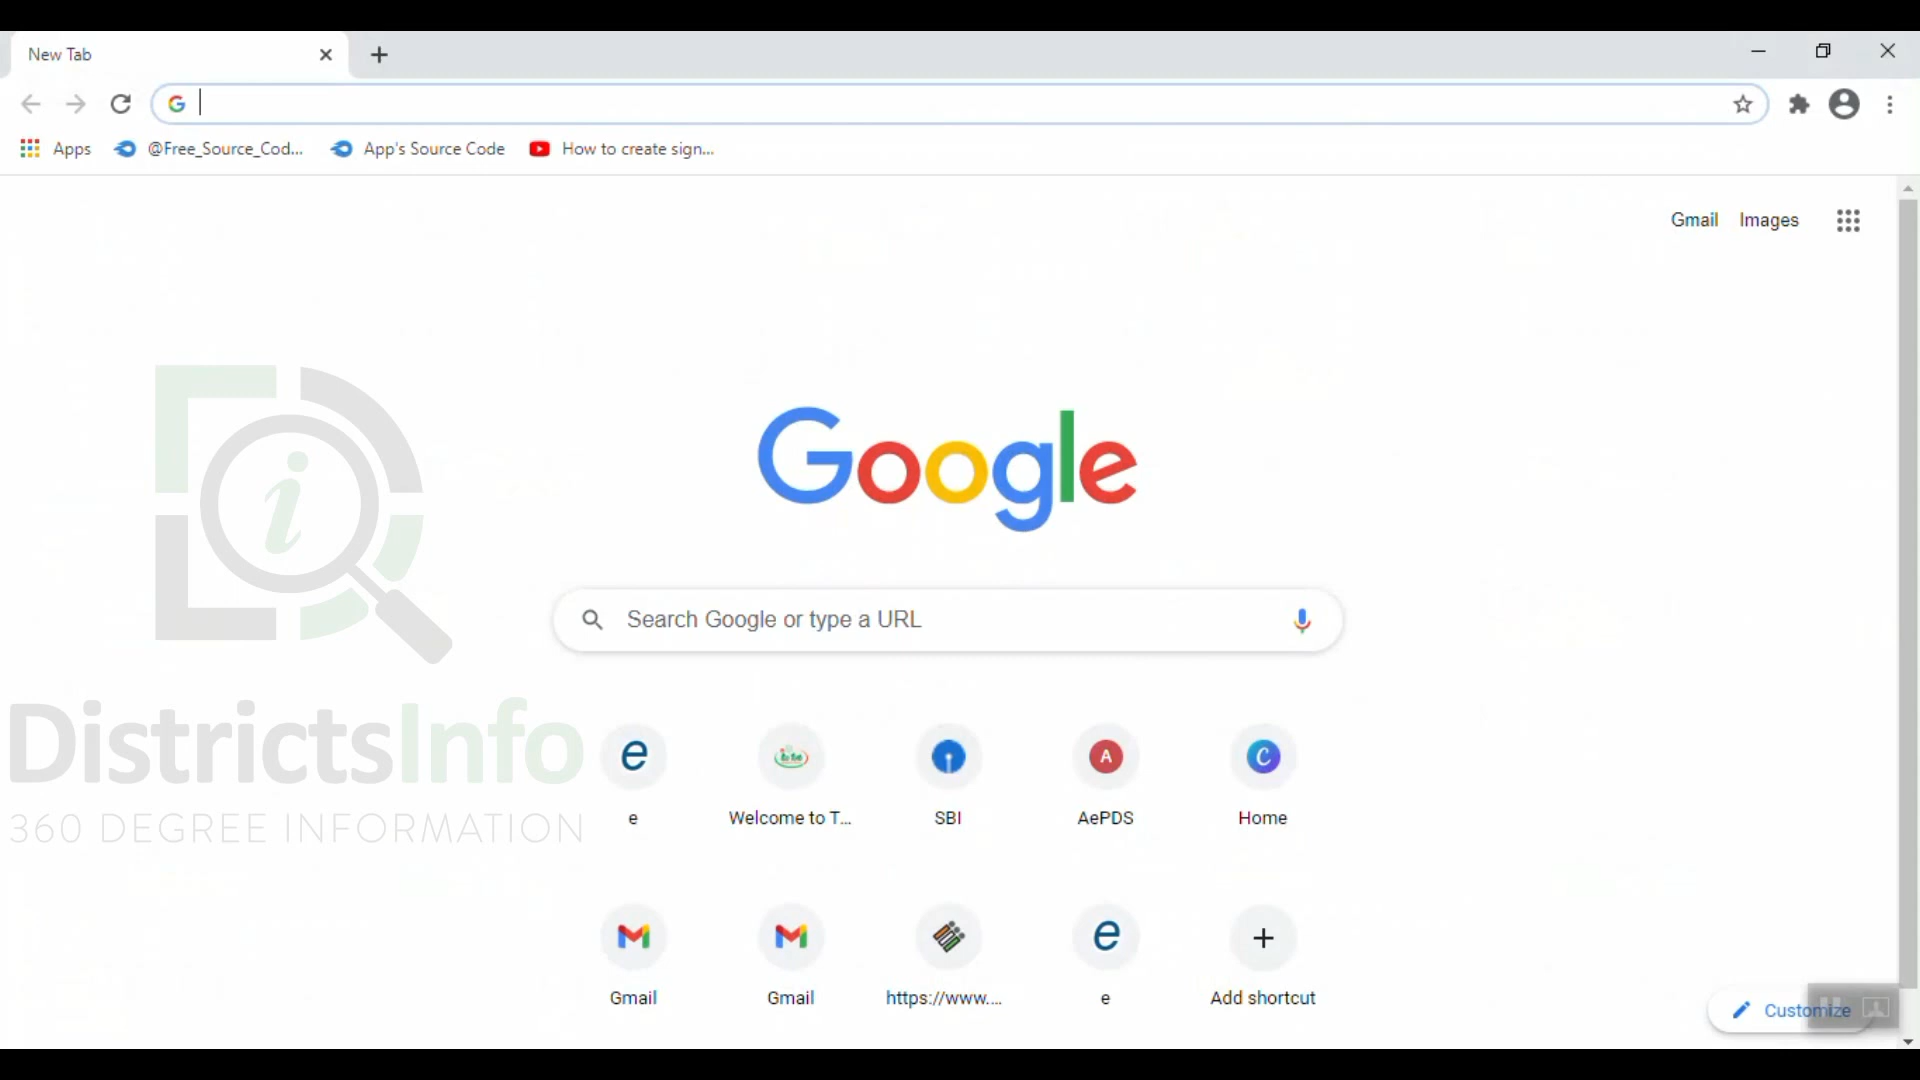 New Tab
Apps @Free_Source_Cod... App's Source Code How to create sign...
Gmail Images
Google
Search Google or type a URL
DistrictsInfo
360 DEGREE INFORMATION
e Welcome to T... SBI AePDS Home
Gmail Gmail https://www.... e Add shortcut
Customize